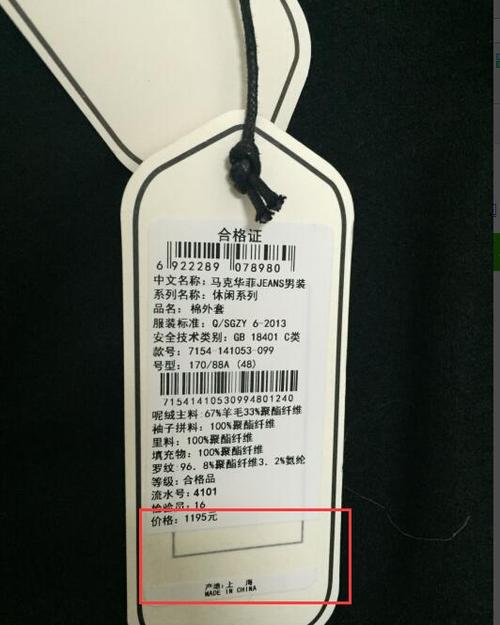 合格证
6 922289 078980
中文名称：马克华菲JEANS男装
系列名称：休闲系列
品名：棉外套
服装标准：Q/SGZY 6-2013
安全技术类别：GB 18401 C类
款号：7154 141053-099
号型：170/88A (48)
71541410530994801240
呢绒主料：67%羊毛33%聚酯纤维
袖子拼料：100%聚酯纤维
里料：100%聚酯纤维
填充物：100%聚酯纤维
罗纹：96．8%聚酯纤维3．2%氨纶
等级：合格品
流水号：4101
检验员：16
价格：1195元
产地：上 海
MADE IN CHINA